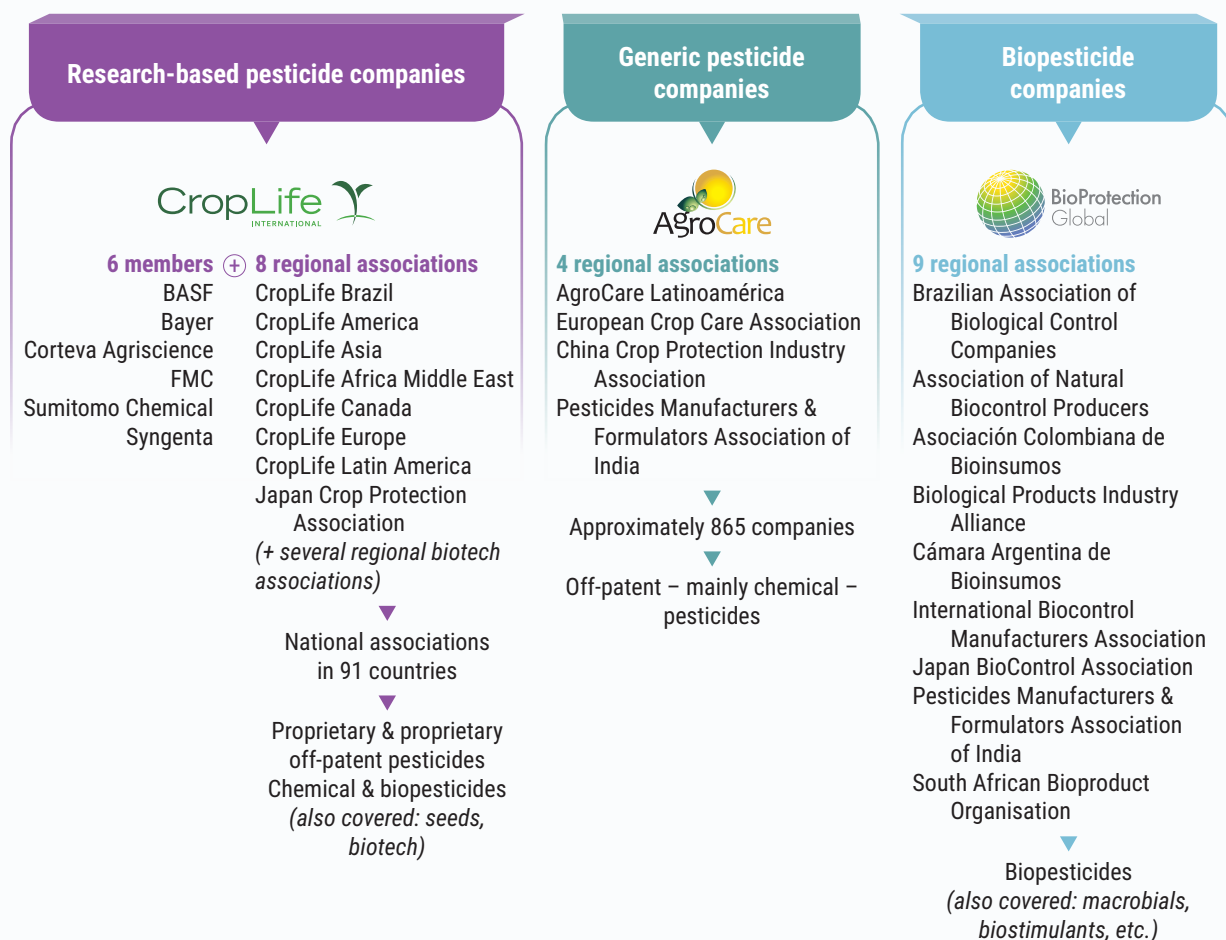 Research-based pesticide companies
CropLife
INTERNATIONAL
6 members + 8 regional associations
BASF
Bayer
Corteva Agriscience
FMC
Sumitomo Chemical
Syngenta
CropLife Brazil
CropLife America
CropLife Asia
CropLife Africa Middle East
CropLife Canada
CropLife Europe
CropLife Latin America
Japan Crop Protection
Association
(+ several regional biotech
associations)
National associations
in 91 countries
Proprietary & proprietary
off-patent pesticides
Chemical & biopesticides
(also covered: seeds,
biotech)
Generic pesticide
companies
AgroCare
4 regional associations
AgroCare Latinoamérica
European Crop Care Association
China Crop Protection Industry
Association
Pesticides Manufacturers &
Formulators Association of
India
Approximately 865 companies
Off-patent – mainly chemical –
pesticides
Biopesticide
companies
BioProtection
Global
9 regional associations
Brazilian Association of
Biological Control
Companies
Association of Natural
Biocontrol Producers
Asociación Colombiana de
Bioinsumos
Biological Products Industry
Alliance
Cámara Argentina de
Bioinsumos
International Biocontrol
Manufacturers Association
Japan BioControl Association
Pesticides Manufacturers &
Formulators Association
of India
South African Bioproduct
Organisation
Biopesticides
(also covered: macrobials,
biostimulants, etc.)